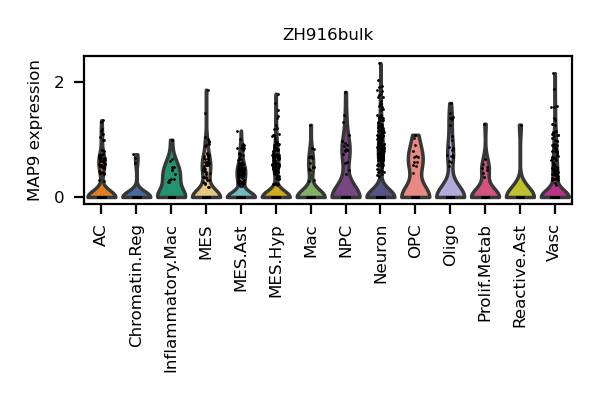 ZH916bulk
MAP9 expression
2
0
AC
Chromatin.Reg
Inflammatory.Mac
MES
MES.Ast
MES.Hyp
Mac
NPC
Neuron
OPC
Oligo
Prolif.Metab
Reactive.Ast
Vasc